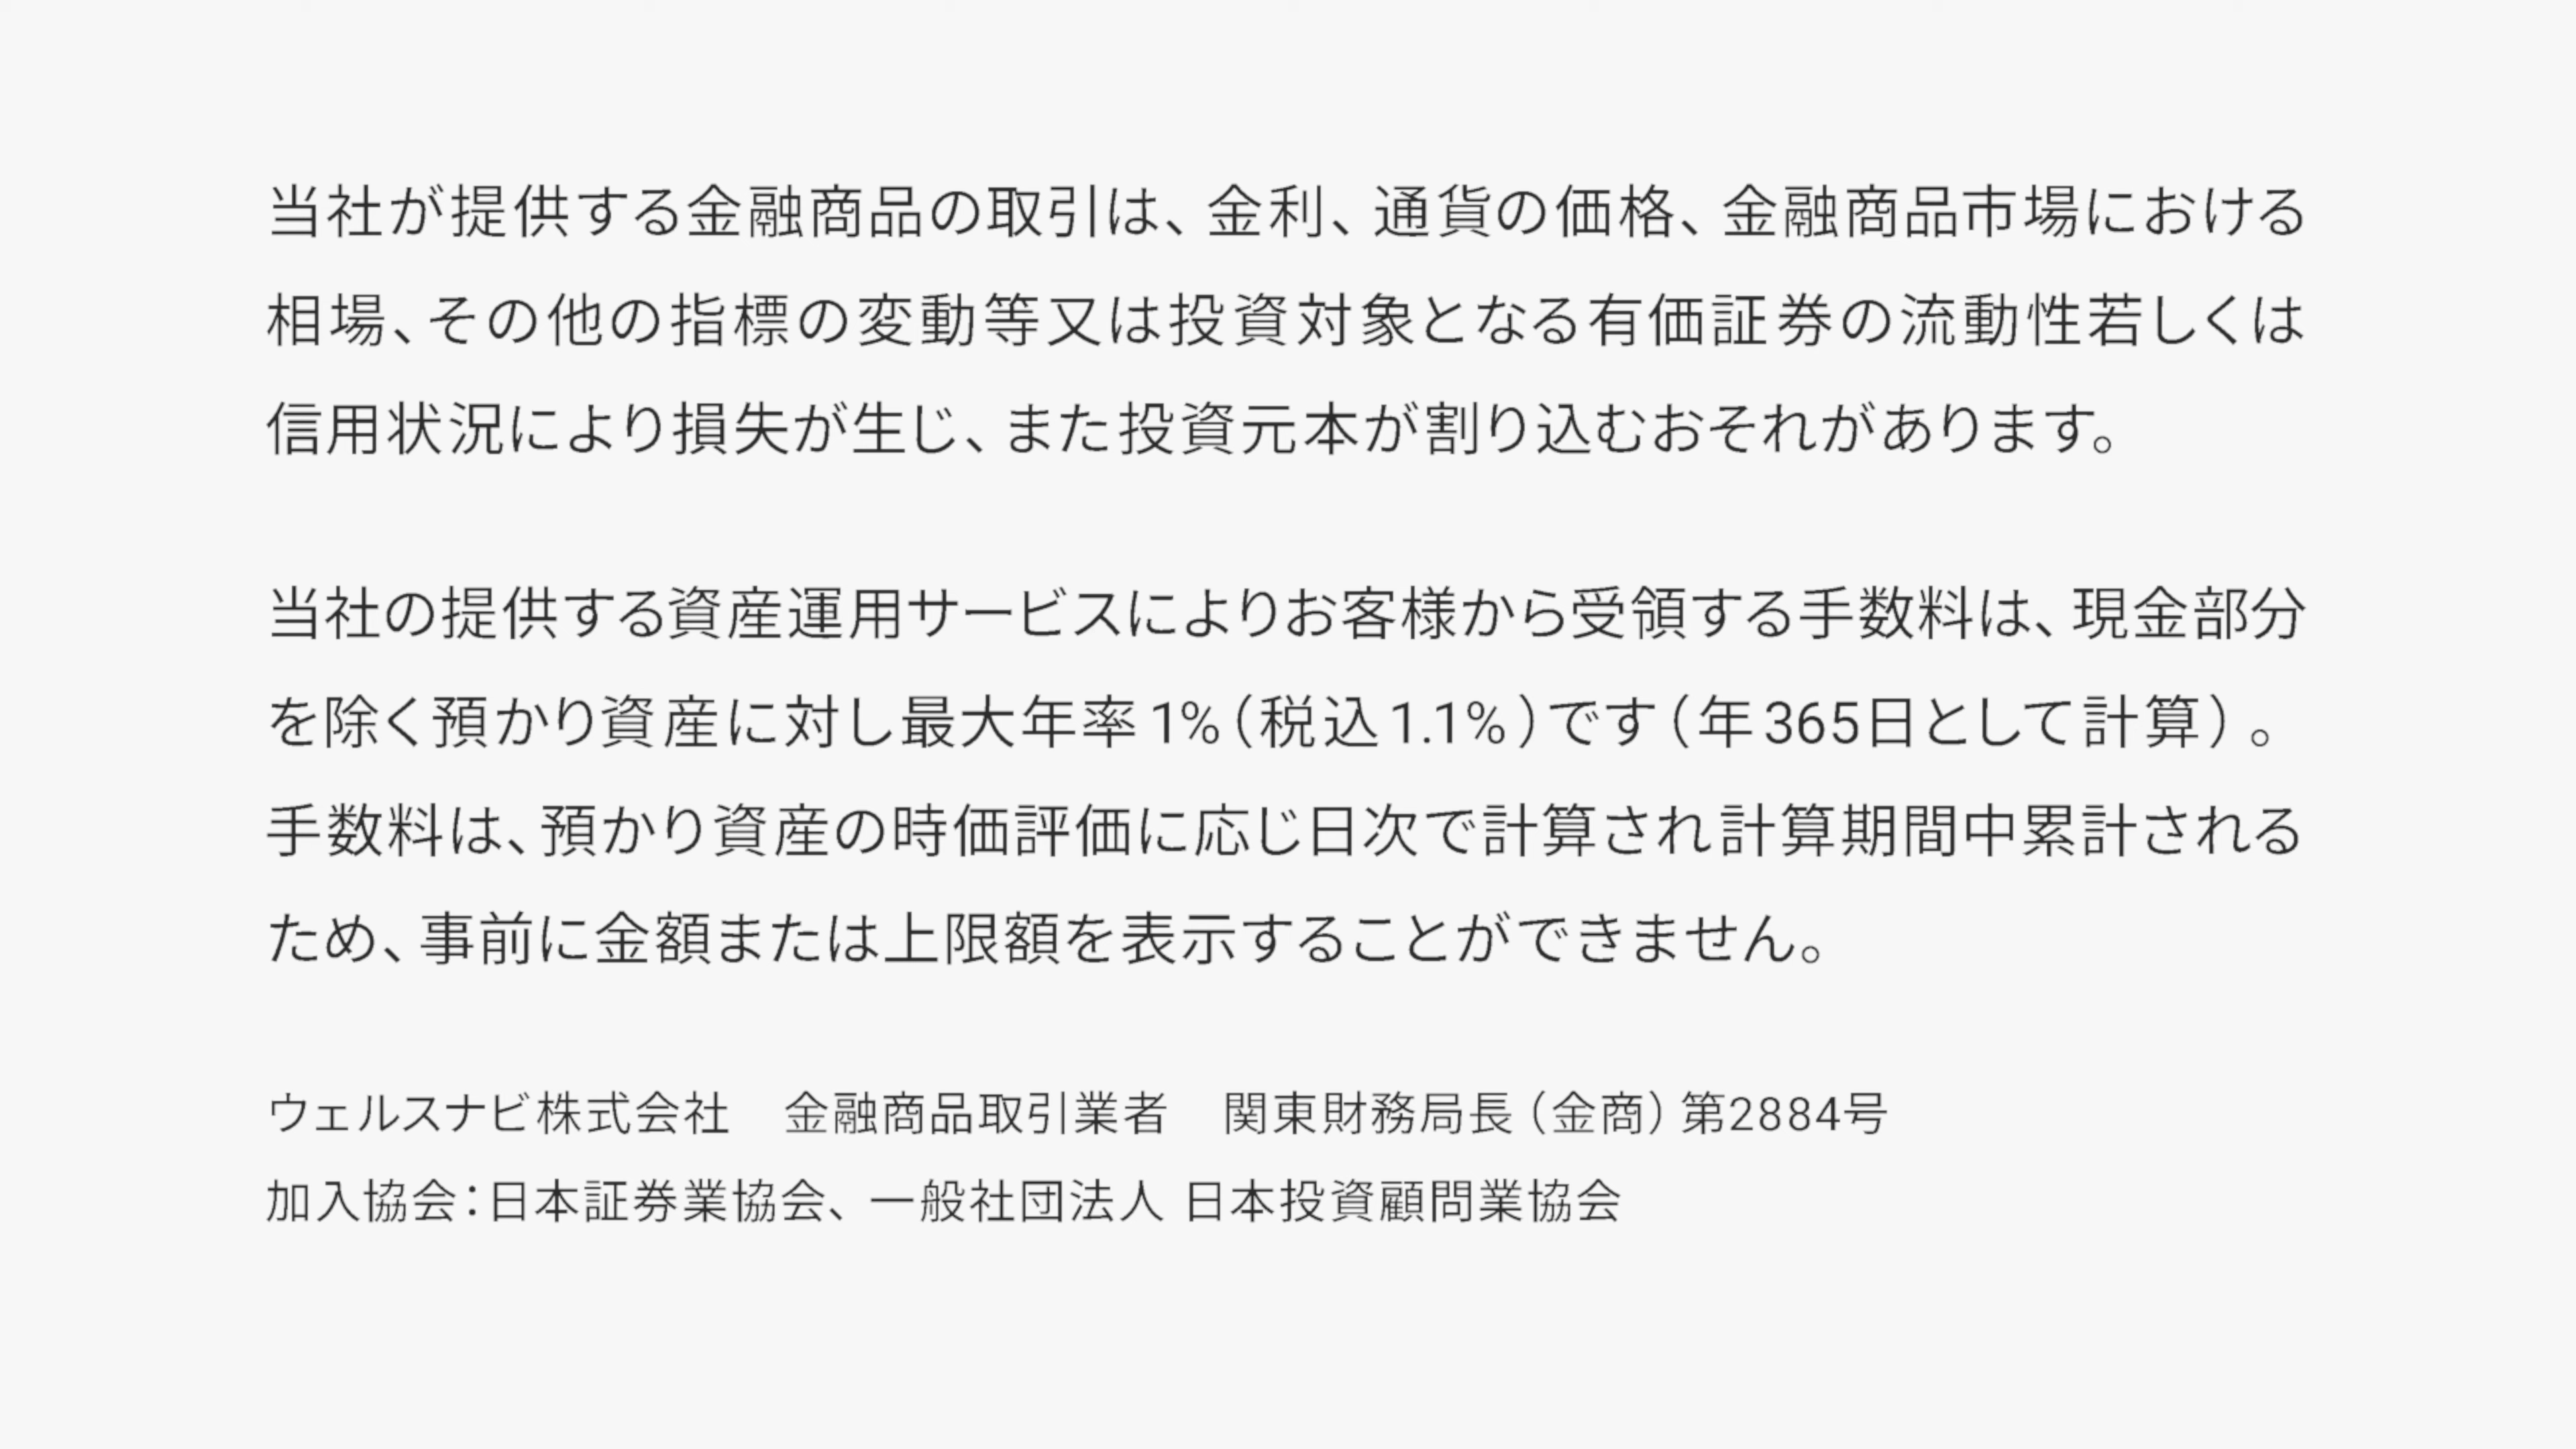 当社が提供する金融商品の取引は、金利、通貨の価格、金融商品市場における
相場、その他の指標の変動等又は投資対象となる有価証券の流動性若しくは
信用状況により損失が生じ、また投資元本が割り込むおそれがあります。
当社の提供する資産運用サービスによりお客様から受領する手数料は、現金部分
を除く預かり資産に対し最大年率1%（税込1.1%）です（年365日として計算）。
手数料は、預かり資産の時価評価に応じ日次で計算され計算期間中累計される
ため、事前に金額または上限額を表示することができません。
ウェルスナビ株式会社　金融商品取引業者　関東財務局長（金商）第2884号
加入協会：日本証券業協会、一般社団法人 日本投資顧問業協会